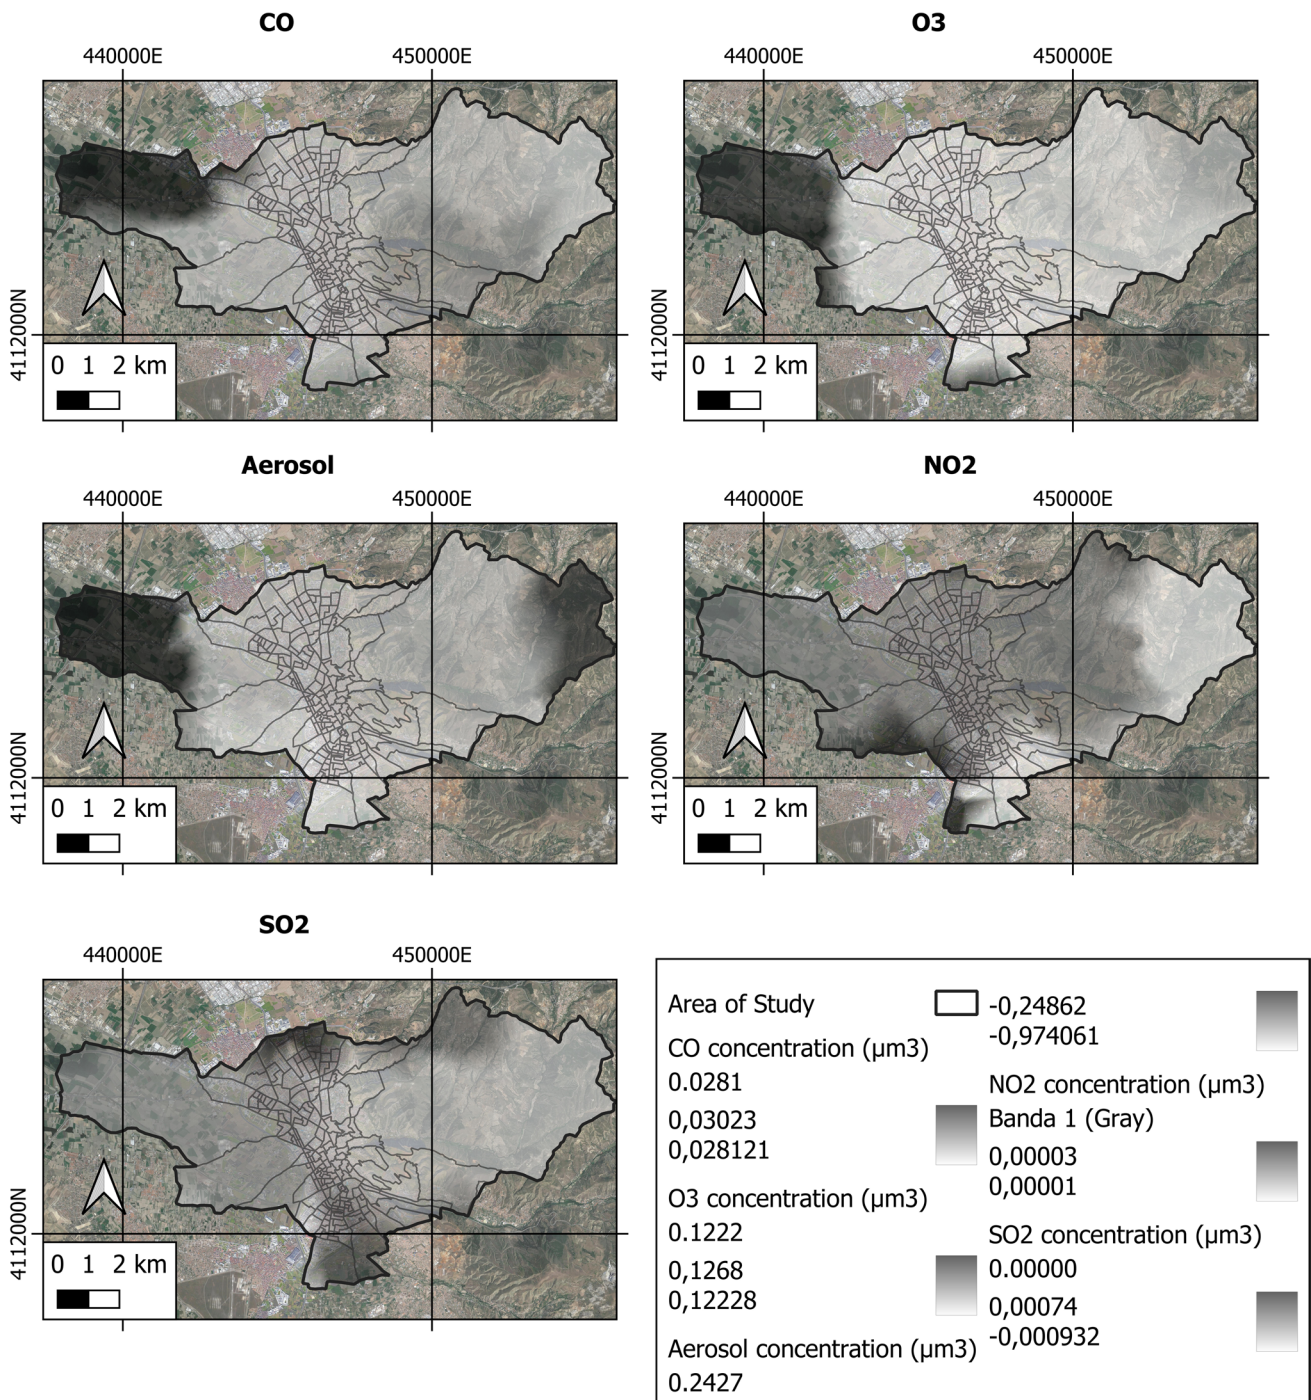 CO
440000E 450000E
4112000N
0 1 2 km
O3
440000E 450000E
4112000N
0 1 2 km
Aerosol
440000E 450000E
4112000N
0 1 2 km
NO2
440000E 450000E
4112000N
0 1 2 km
SO2
440000E 450000E
4112000N
0 1 2 km
Area of Study
CO concentration (µm3)
0.0281
0,03023
0,028121
O3 concentration (µm3)
0.1222
0,1268
0,12228
Aerosol concentration (µm3)
0.2427
-0,24862
-0,974061
NO2 concentration (µm3)
Banda 1 (Gray)
0,00003
0,00001
SO2 concentration (µm3)
0.00000
0,00074
-0,000932